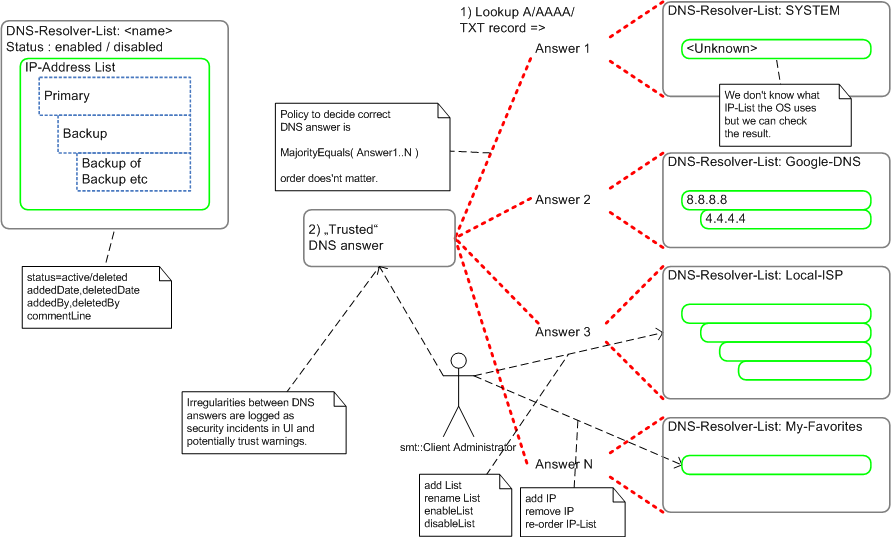 DNS-Resolver-List: <name>
Status : enabled / disabled
IP-Address List
Primary
Backup
Backup of
Backup etc
status=active/deleted
addedDate,deletedDate
addedBy,deletedBy
commentLine
1) Lookup A/AAAA/
TXT record =>
Answer 1
Policy to decide correct
DNS answer is
MajorityEquals( Answer1..N )
order does'nt matter.
2) „Trusted“
DNS answer
Answer 2
Answer 3
Answer N
Irregularities between DNS
answers are logged as
security incidents in UI and
potentially trust warnings.
smt::Client Administrator
add List
rename List
enableList
disableList
add IP
remove IP
re-order IP-List
DNS-Resolver-List: SYSTEM
<Unknown>
We don't know what
IP-List the OS uses
but we can check
the result.
DNS-Resolver-List: Google-DNS
8.8.8.8
4.4.4.4
DNS-Resolver-List: Local-ISP
DNS-Resolver-List: My-Favorites